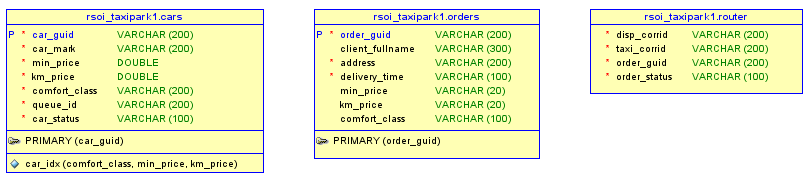 rsoi_taxipark1.cars
P * car_guid VARCHAR (200)
* car_mark VARCHAR (200)
* min_price DOUBLE
* km_price DOUBLE
* comfort_class VARCHAR (200)
* queue_id VARCHAR (200)
* car_status VARCHAR (100)
PRIMARY (car_guid)
car_idx (comfort_class, min_price, km_price)
rsoi_taxipark1.orders
P * order_guid VARCHAR (200)
client_fullname VARCHAR (300)
* address VARCHAR (200)
* delivery_time VARCHAR (100)
min_price VARCHAR (20)
km_price VARCHAR (20)
comfort_class VARCHAR (100)
PRIMARY (order_guid)
rsoi_taxipark1.router
* disp_corrid VARCHAR (200)
* taxi_corrid VARCHAR (200)
* order_guid VARCHAR (200)
* order_status VARCHAR (100)